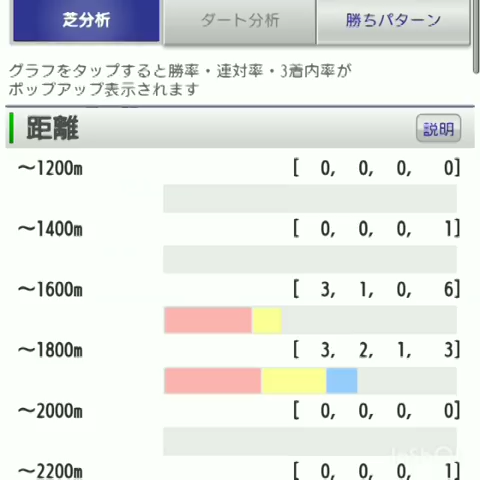 芝分析 ダート分析 勝ちパターン
グラフをタップすると勝率・連対率・3着内率が
ポップアップ表示されます
距離 説明
～1200m [ 0, 0, 0, 0]
～1400m [ 0, 0, 0, 1]
～1600m [ 3, 1, 0, 6]
～1800m [ 3, 2, 1, 3]
～2000m [ 0, 0, 0, 0]
～2200m [ 0, 0, 0, 1]